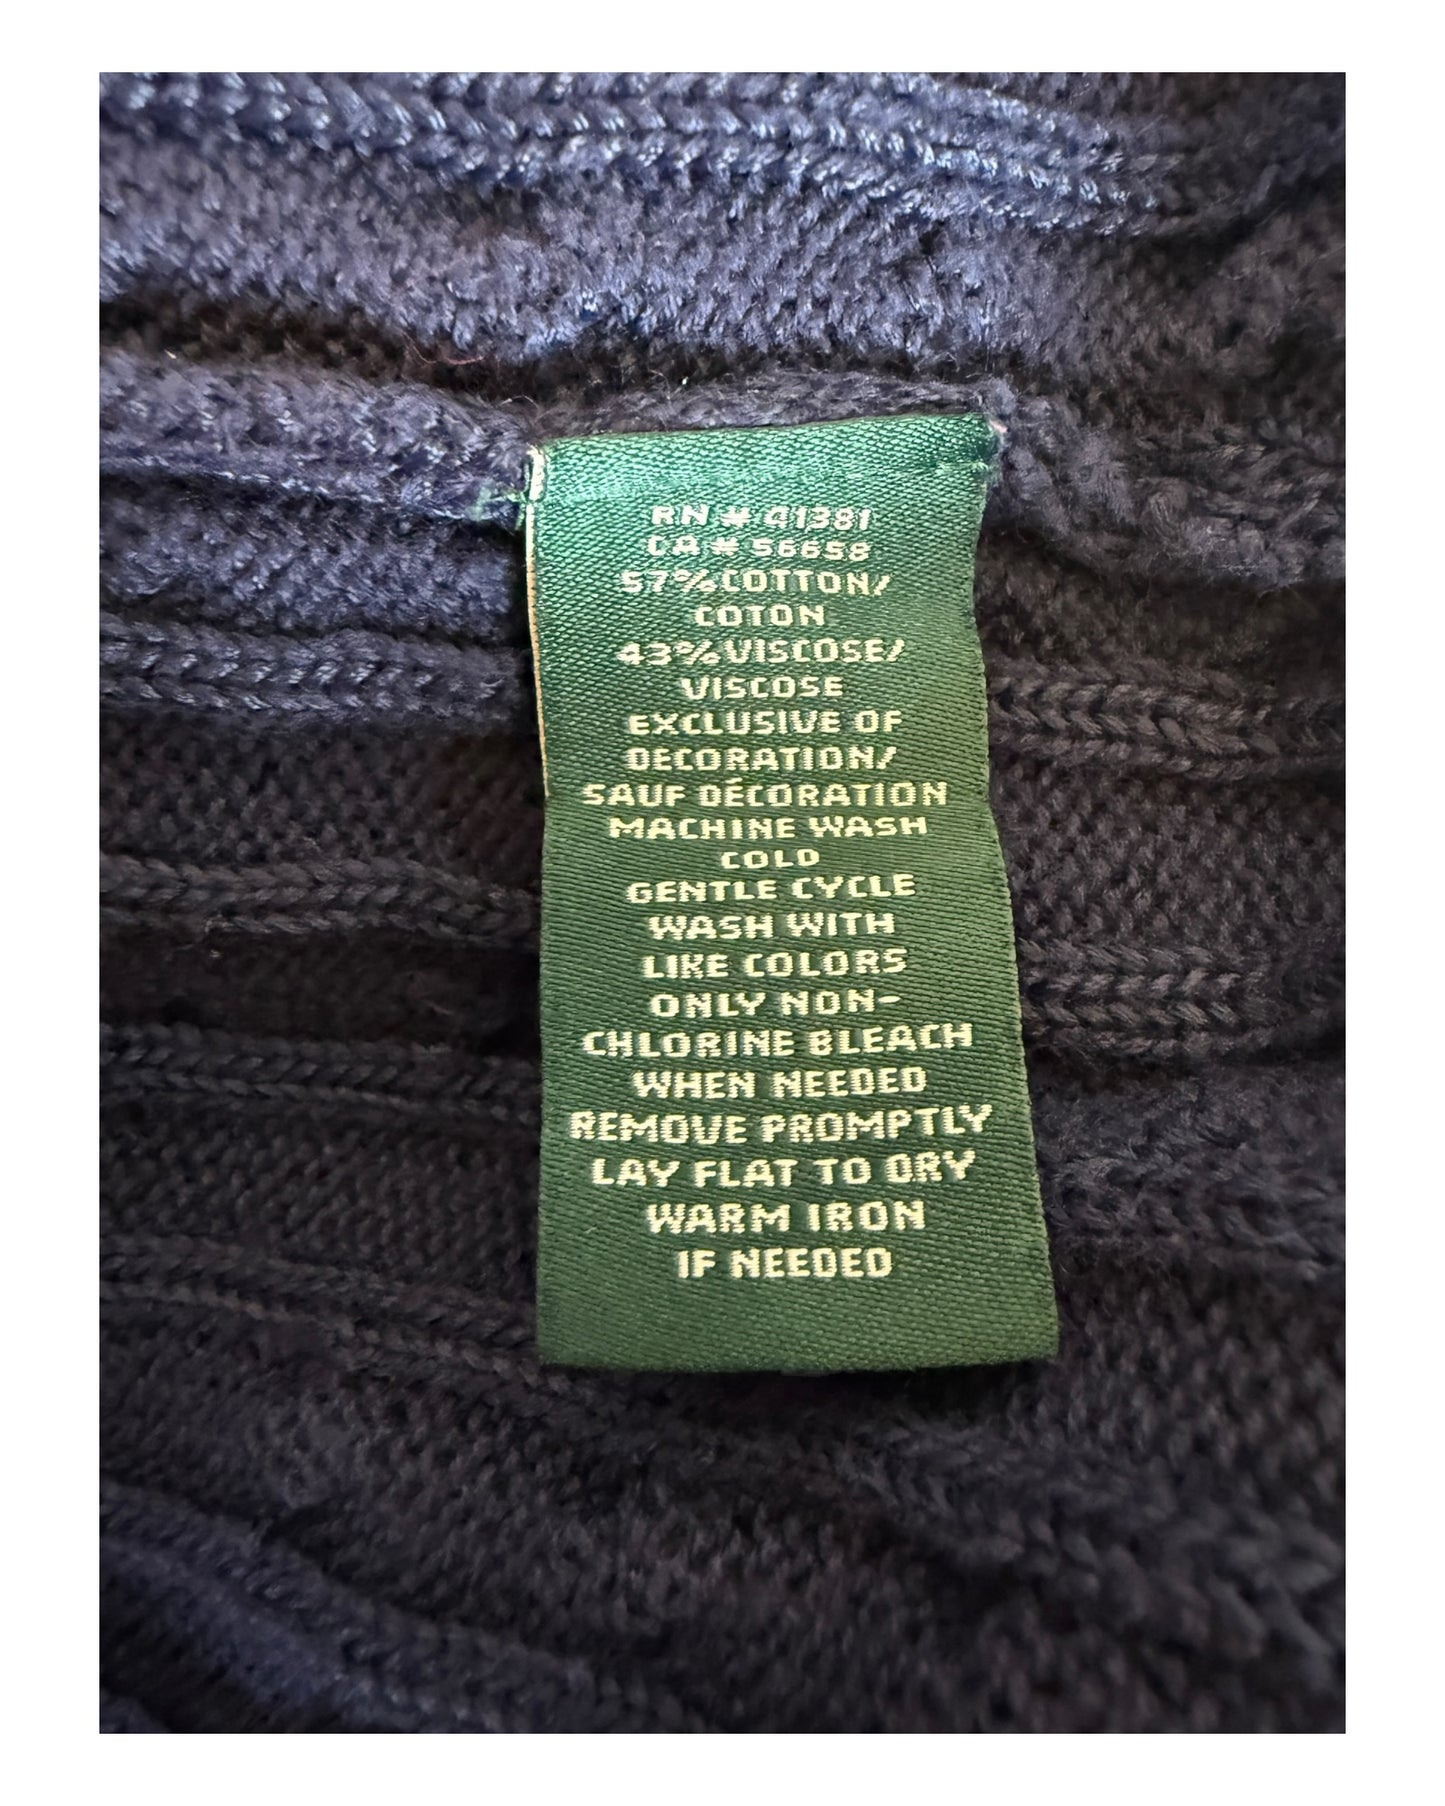 RN # 41381
CA # 56658
57% COTTON/
COTON
43% VISCOSE/
VISCOSE
EXCLUSIVE OF
DECORATION/
SAUF DÉCORATION
MACHINE WASH
COLD
GENTLE CYCLE
WASH WITH
LIKE COLORS
ONLY NON-
CHLORINE BLEACH
WHEN NEEDED
REMOVE PROMPTLY
LAY FLAT TO DRY
WARM IRON
IF NEEDED